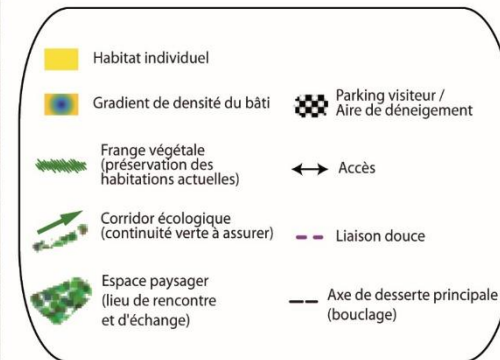 Habitat individuel
Gradient de densité du bâti
Frange végétale
(préservation des
habitations actuelles)
Corridor écologique
(continuité verte à assurer)
Espace paysager
(lieu de rencontre
et d'échange)
Parking visiteur /
Aire de déneigement
Accès
Liaison douce
Axe de desserte principale
(bouclage)